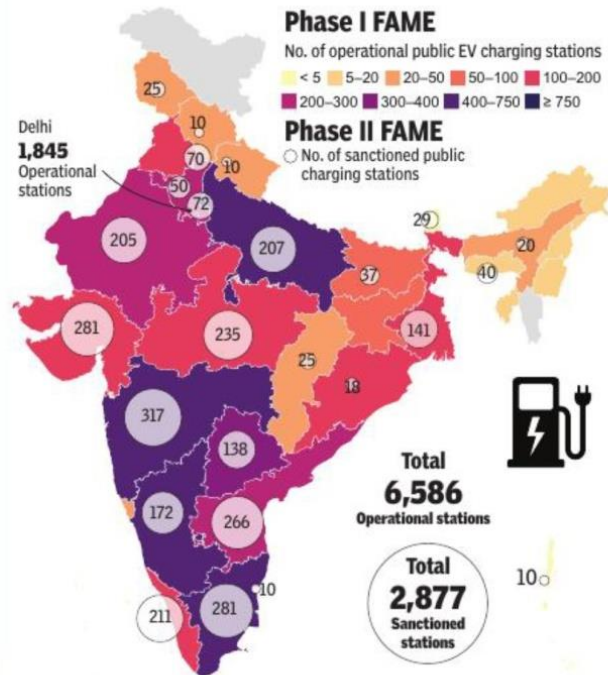 Phase I FAME
No. of operational public EV charging stations
< 5 5–20 20–50 50–100 100–200
200–300 300–400 400–750 ≥ 750
Phase II FAME
No. of sanctioned public
charging stations
Delhi
1,845
Operational
stations
25
10
70
10
50
72
205
207
29
20
37
40
281
235
141
25
18
317
138
172
266
10
211
281
10
Total
6,586
Operational stations
Total
2,877
Sanctioned
stations